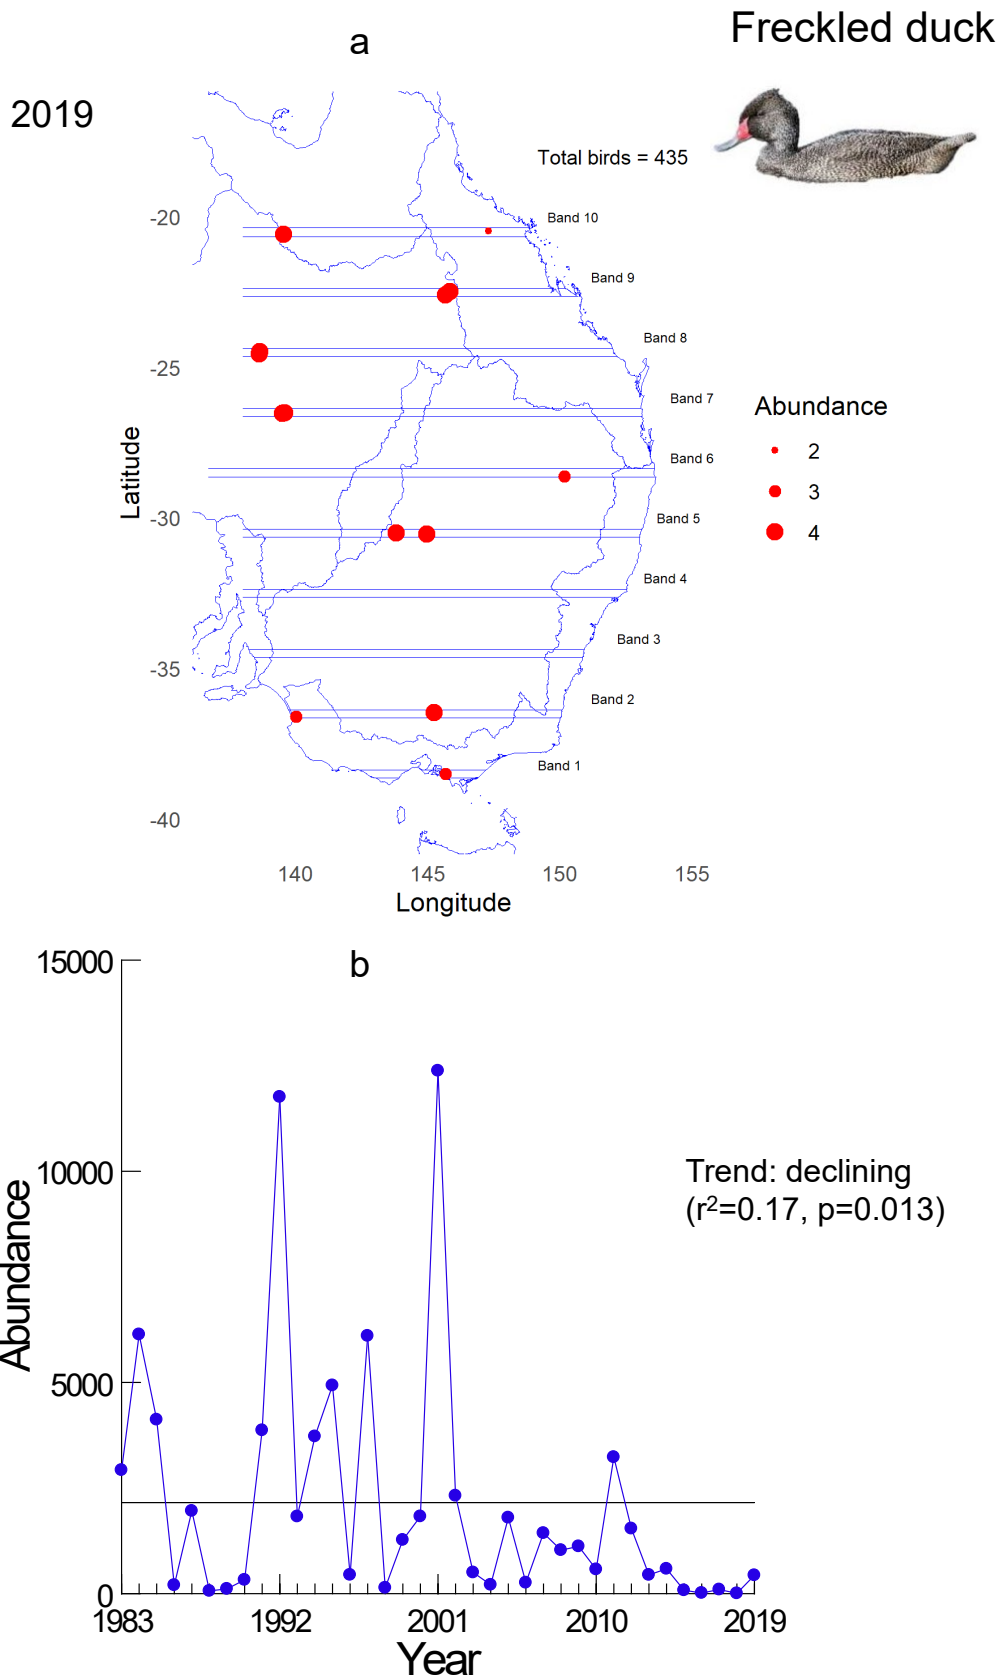 Freckled duck
a
2019
Total birds = 435
-20
-25
-30
-35
-40
Latitude
Band 10
Band 9
Band 8
Band 7
Band 6
Band 5
Band 4
Band 3
Band 2
Band 1
Abundance
2
3
4
140 145 150 155
Longitude
b
15000
10000
5000
0
Abundance
Trend: declining
(r²=0.17, p=0.013)
1983 1992 2001 2010 2019
Year